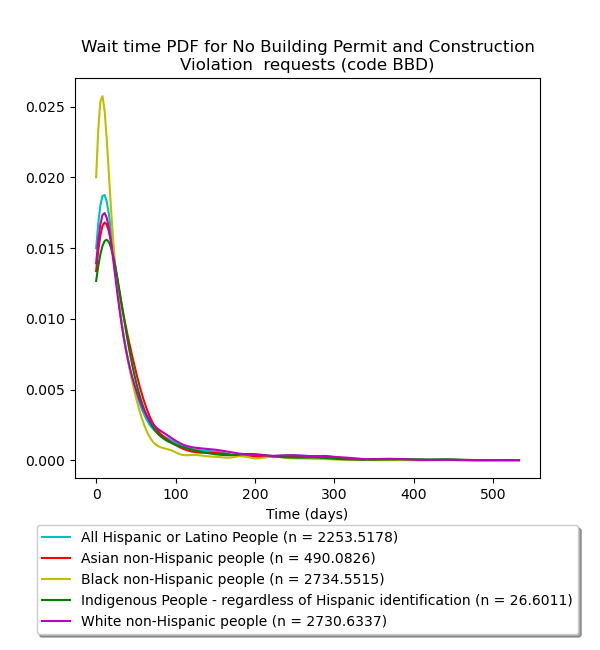 Wait time PDF for No Building Permit and Construction
Violation  requests (code BBD)
0.025
0.020
0.015
0.010
0.005
0.000
0 100 200 300 400 500
Time (days)
All Hispanic or Latino People (n = 2253.5178)
Asian non-Hispanic people (n = 490.0826)
Black non-Hispanic people (n = 2734.5515)
Indigenous People - regardless of Hispanic identification (n = 26.6011)
White non-Hispanic people (n = 2730.6337)